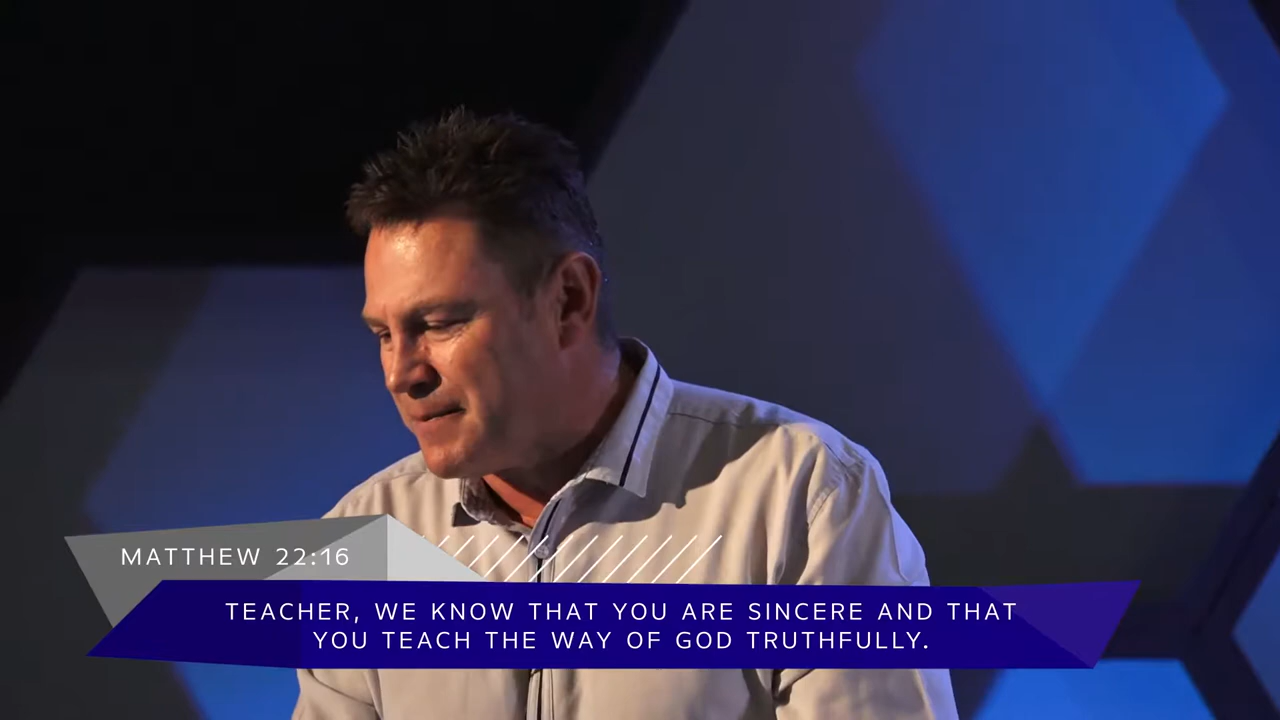 MATTHEW 22:16
TEACHER, WE KNOW THAT YOU ARE SINCERE AND THAT
YOU TEACH THE WAY OF GOD TRUTHFULLY.